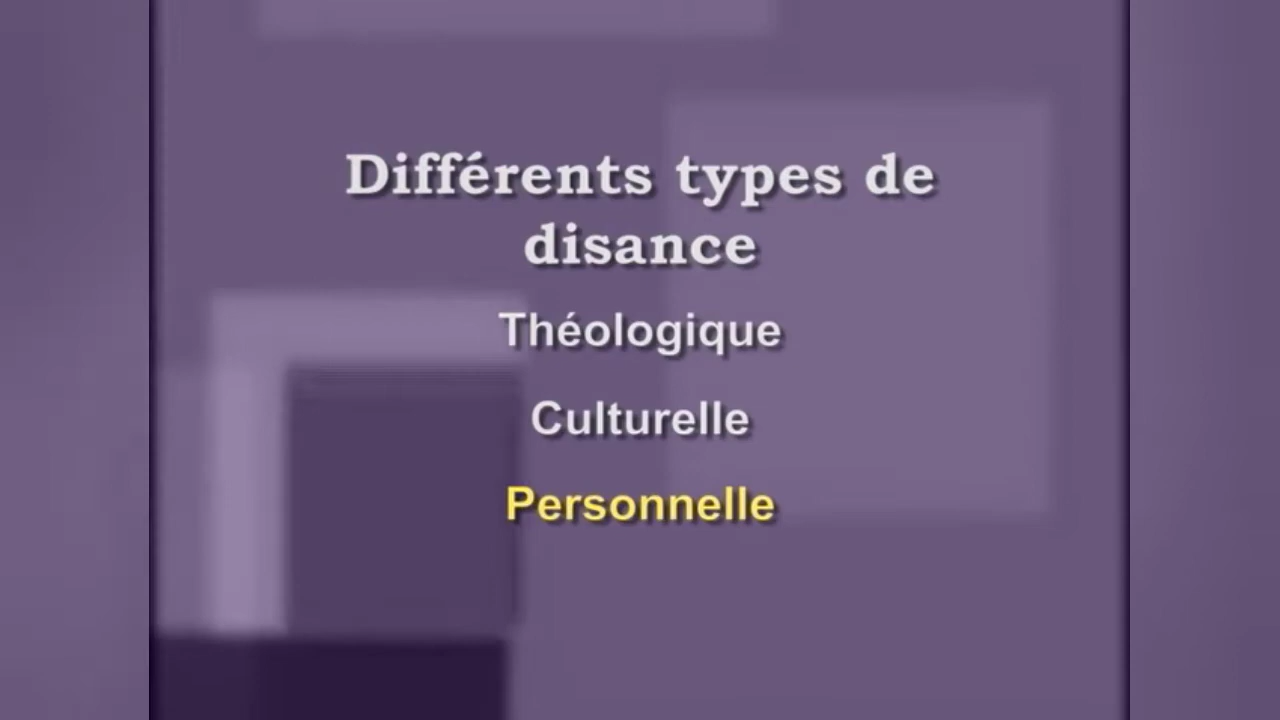 Différents types de
disance
Théologique
Culturelle
Personnelle